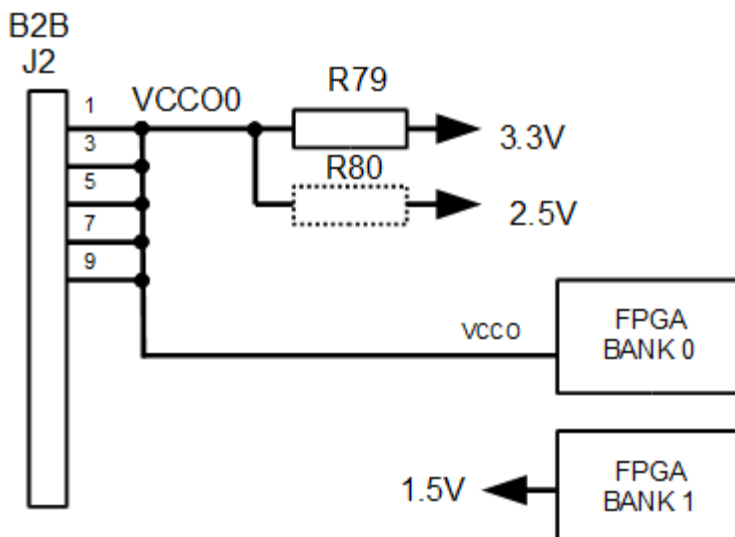 B2B
J2
1
VCCO0
R79
3.3V
3
R80
5
2.5V
7
9
VCCO
FPGA
BANK 0
1.5V
FPGA
BANK 1